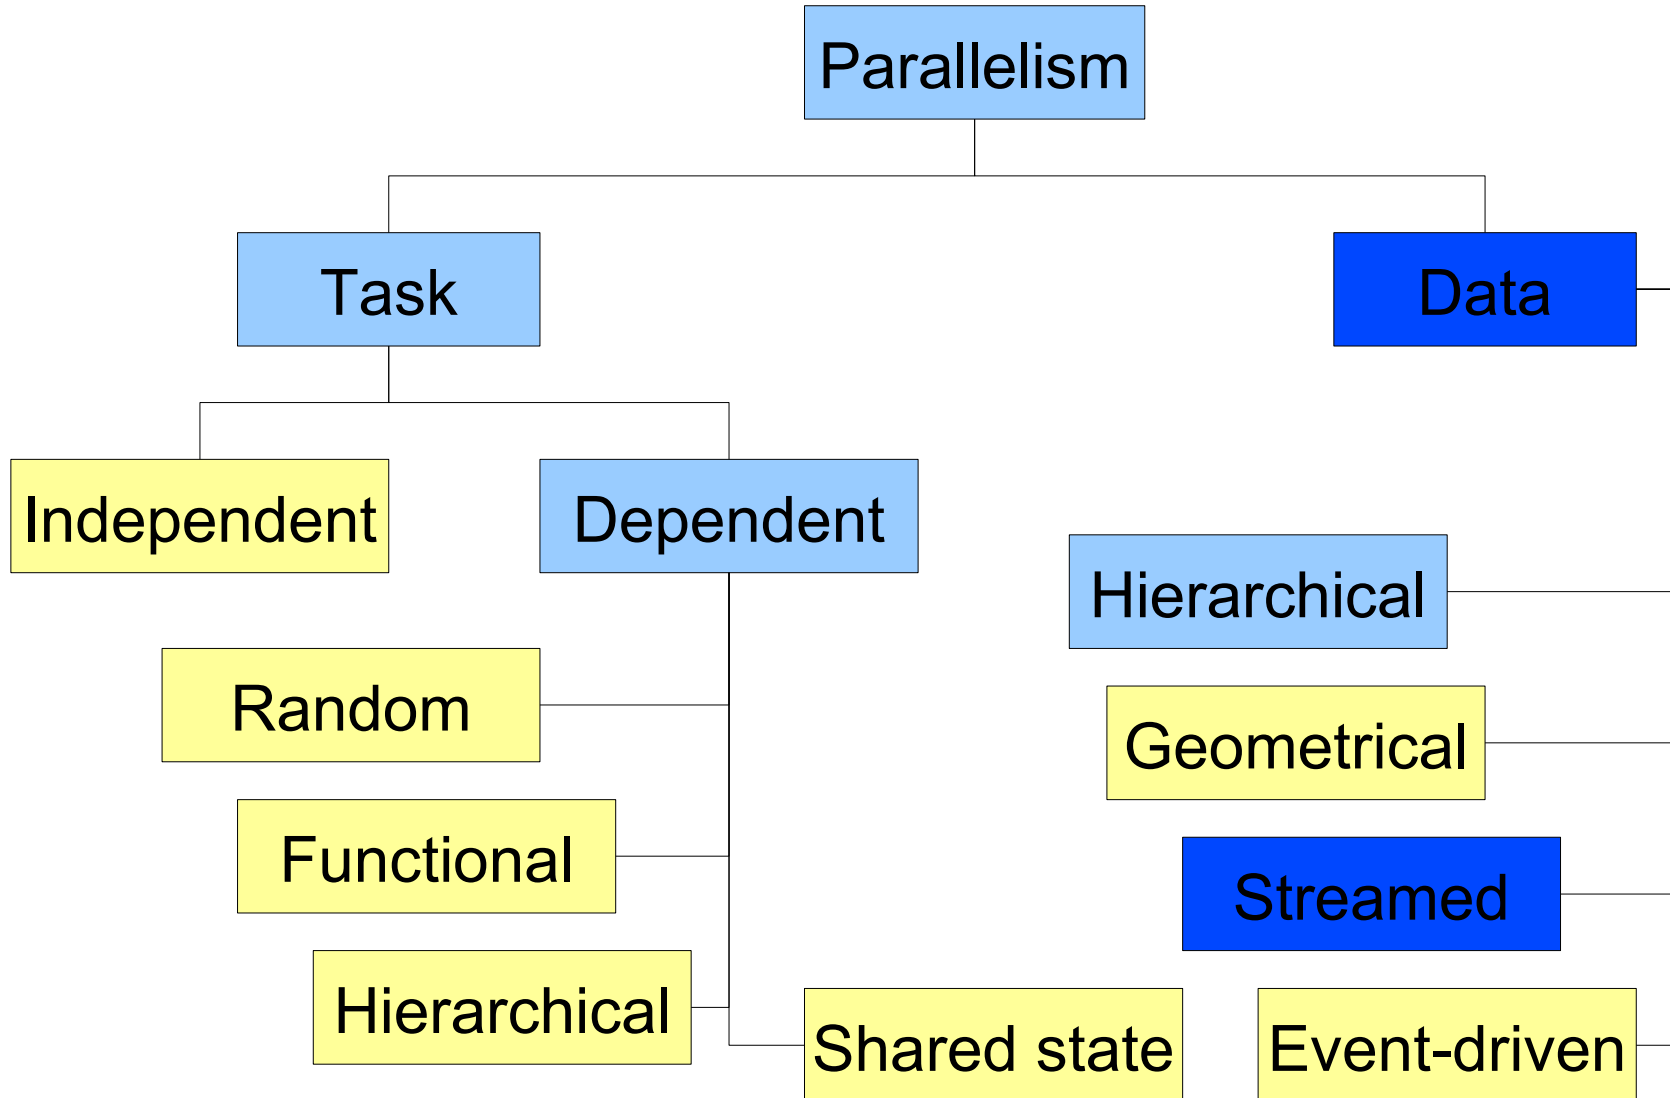 Parallelism
Task
Data
Independent
Dependent
Hierarchical
Random
Geometrical
Functional
Streamed
Hierarchical
Shared state
Event-driven